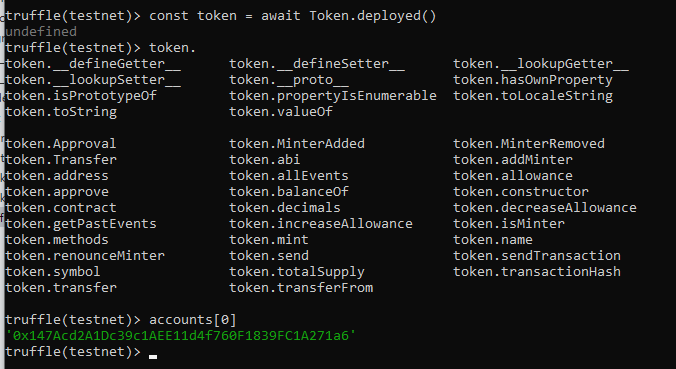 truffle(testnet)> const token = await Token.deployed()
undefined
truffle(testnet)> token.
token.__defineGetter__ token.__defineSetter__ token.__lookupGetter__
token.__lookupSetter__ token.__proto__ token.hasOwnProperty
token.isPrototypeOf token.propertyIsEnumerable token.toLocaleString
token.toString token.valueOf
token.Approval token.MinterAdded token.MinterRemoved
token.Transfer token.abi token.addMinter
token.address token.allEvents token.allowance
token.approve token.balanceOf token.constructor
token.contract token.decimals token.decreaseAllowance
token.getPastEvents token.increaseAllowance token.isMinter
token.methods token.mint token.name
token.renounceMinter token.send token.sendTransaction
token.symbol token.totalSupply token.transactionHash
token.transfer token.transferFrom
truffle(testnet)> accounts[0]
'0x147Acd2A1Dc39c1AEE11d4f760F1839FC1A271a6'
truffle(testnet)>